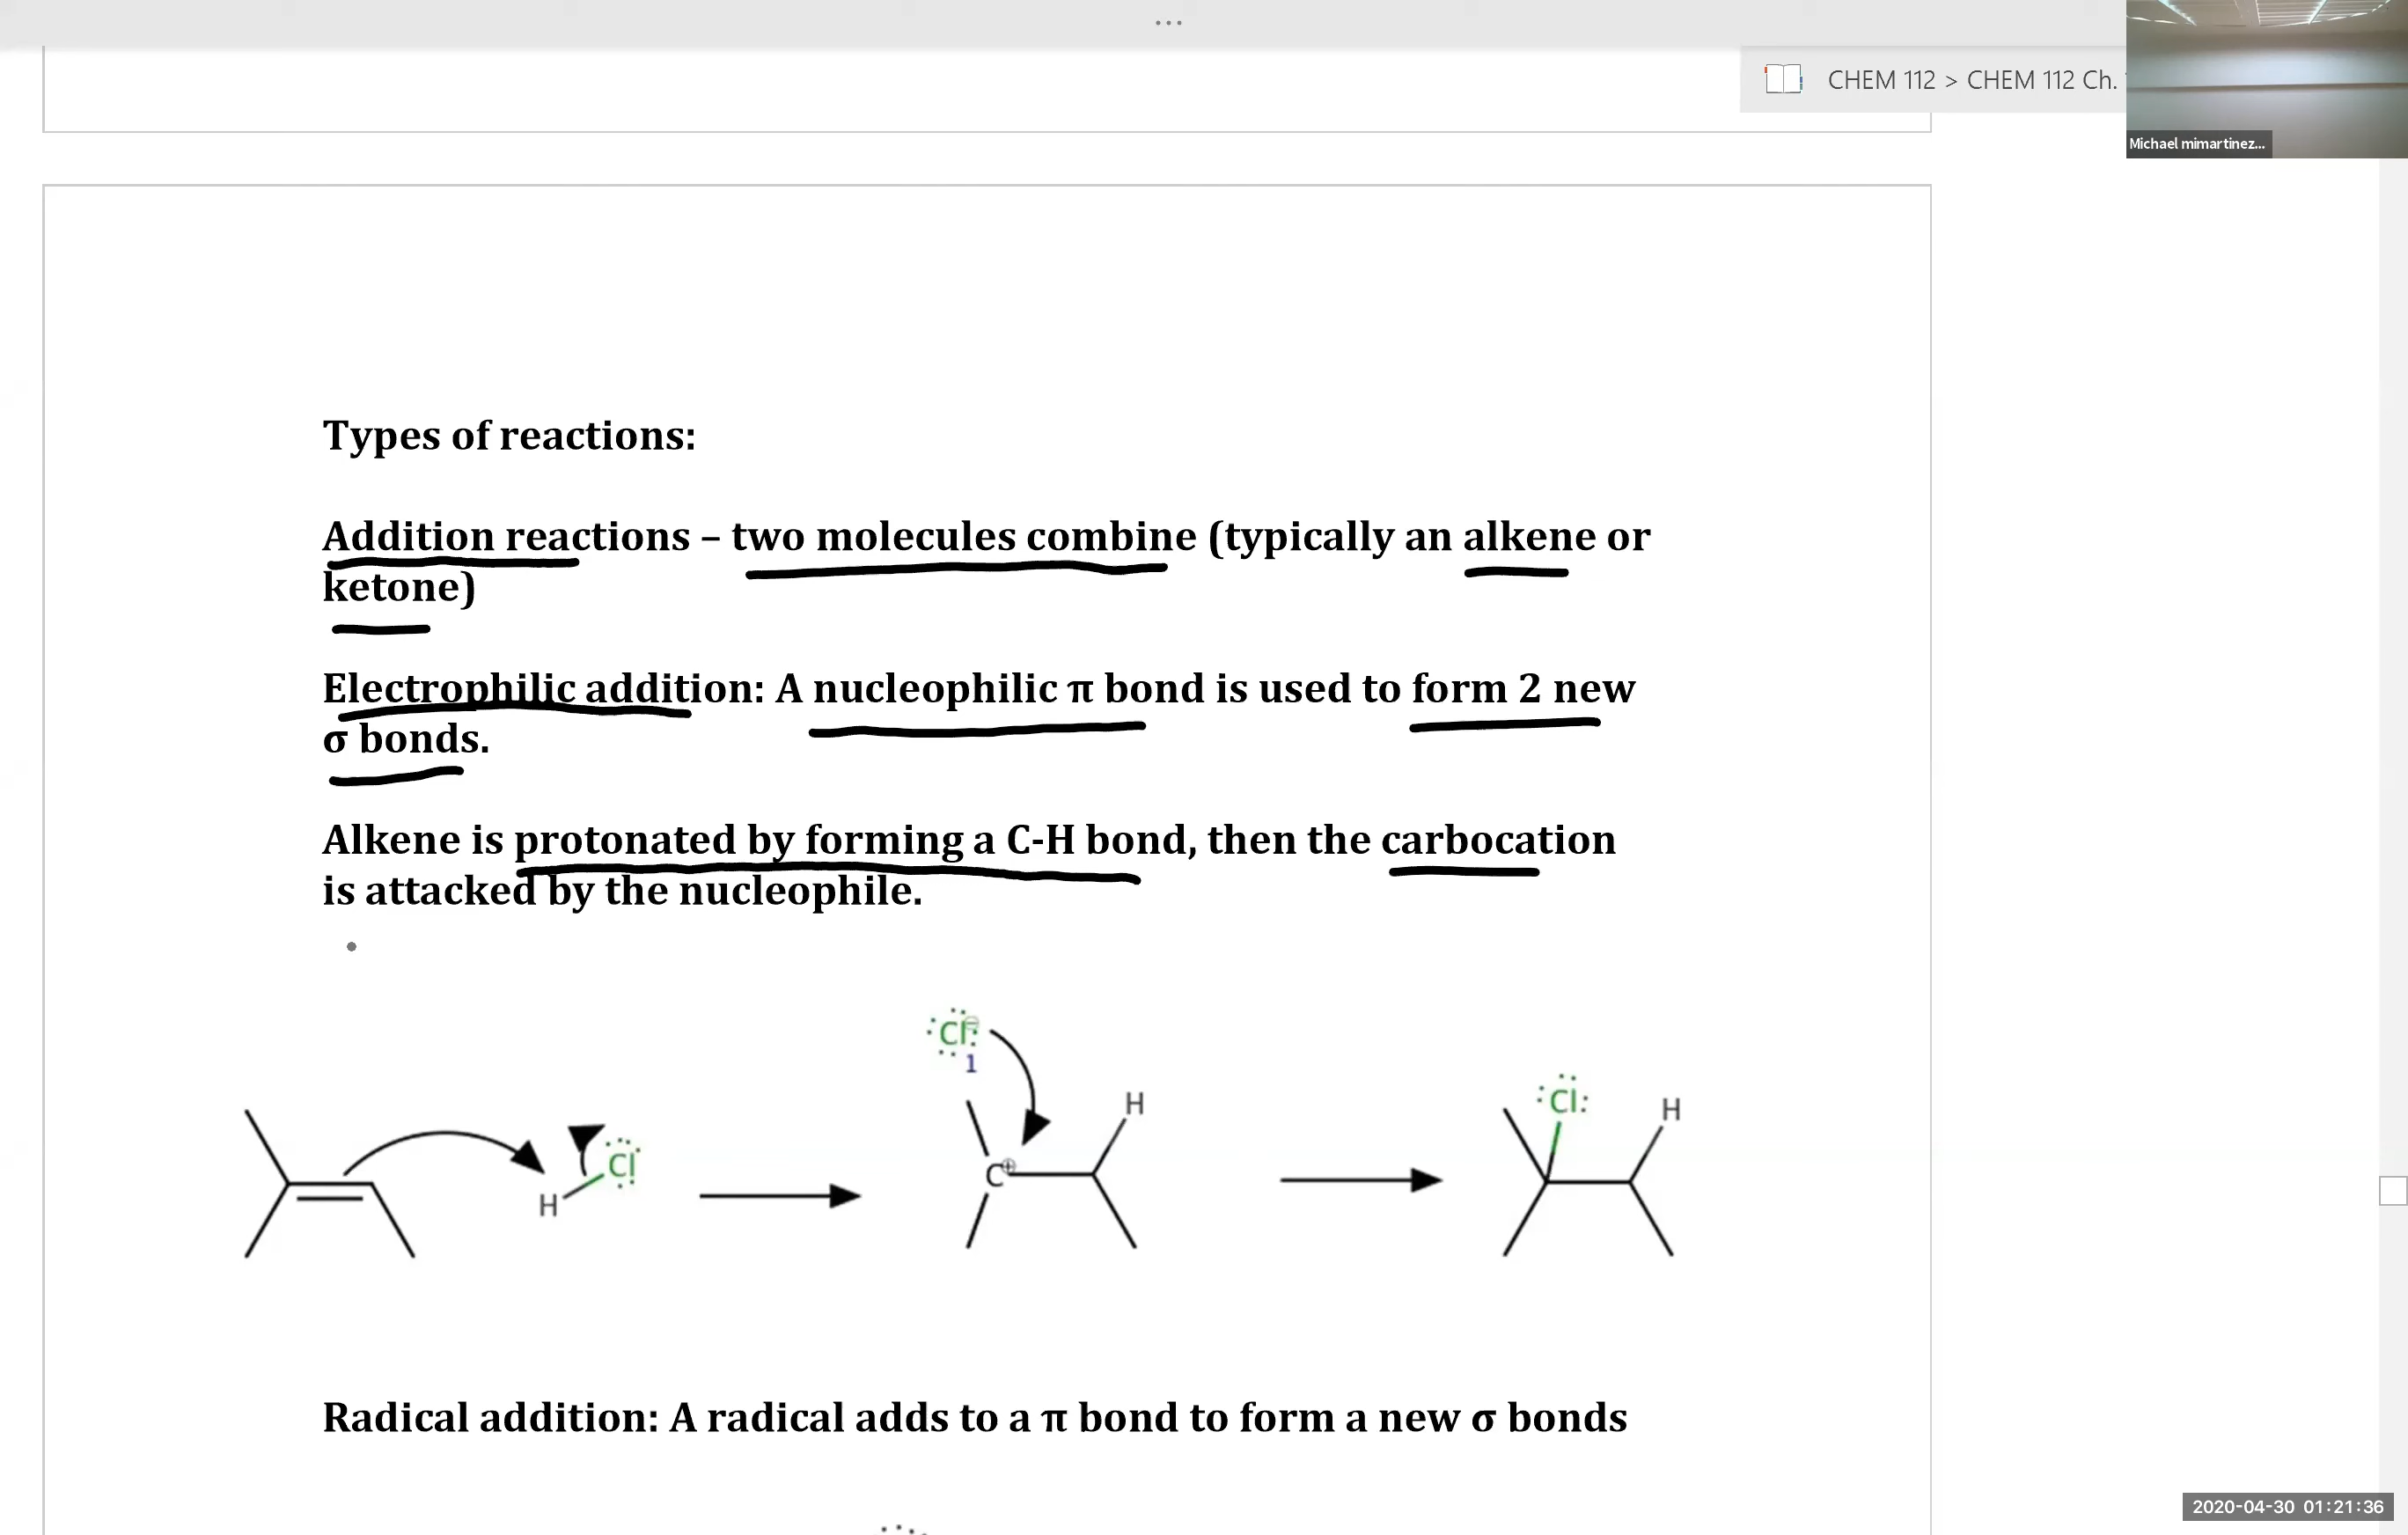 ...
CHEM 112 > CHEM 112 Ch.
Michael mimartinez...
Types of reactions:
Addition reactions – two molecules combine (typically an alkene or
ketone)
Electrophilic addition: A nucleophilic π bond is used to form 2 new
σ bonds.
Alkene is protonated by forming a C-H bond, then the carbocation
is attacked by the nucleophile.
Cl
1
H
Cl
H
C⊕
H
Cl
H
Radical addition: A radical adds to a π bond to form a new σ bonds
2020-04-30 01:21:36